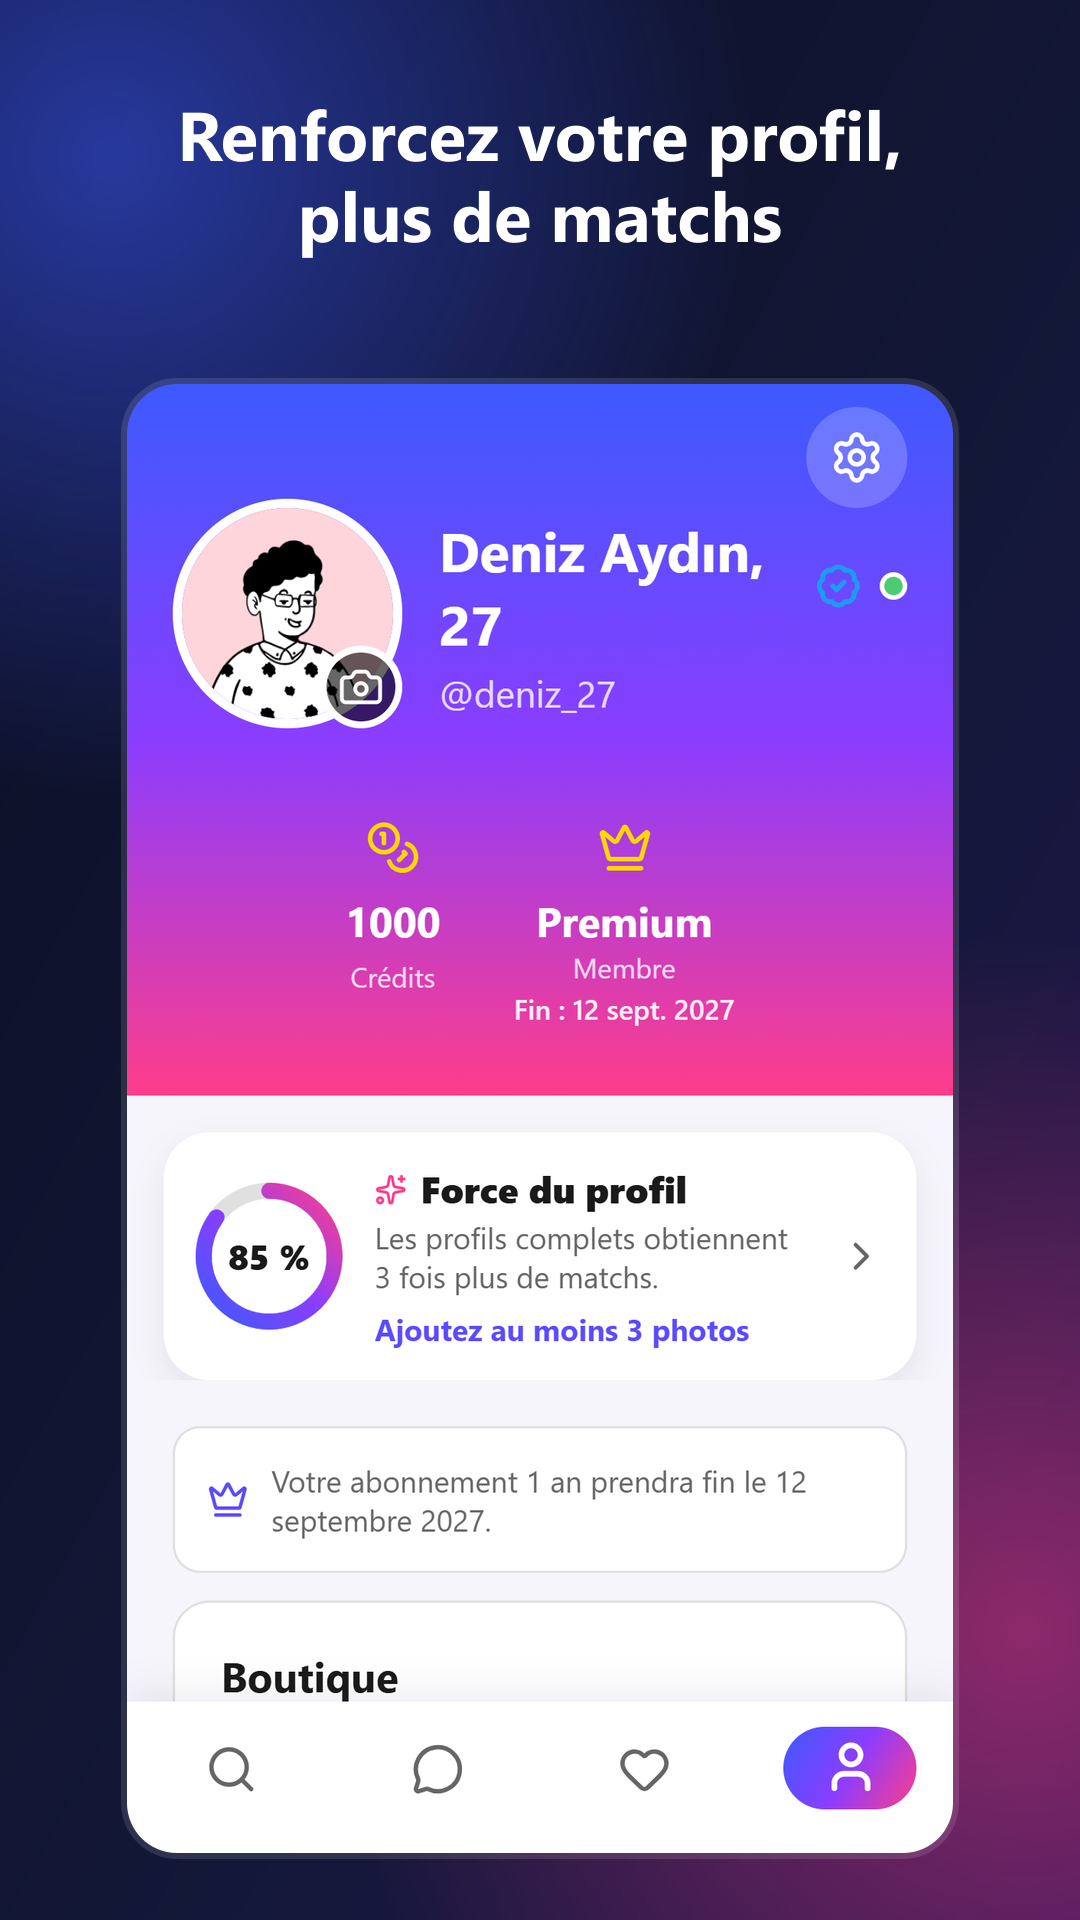 Renforcez votre profil,
plus de matchs
Deniz Aydın,
27
@deniz_27
1000
Crédits
Premium
Membre
Fin : 12 sept. 2027
85 %
Force du profil
Les profils complets obtiennent
3 fois plus de matchs.
Ajoutez au moins 3 photos
Votre abonnement 1 an prendra fin le 12
septembre 2027.
Boutique